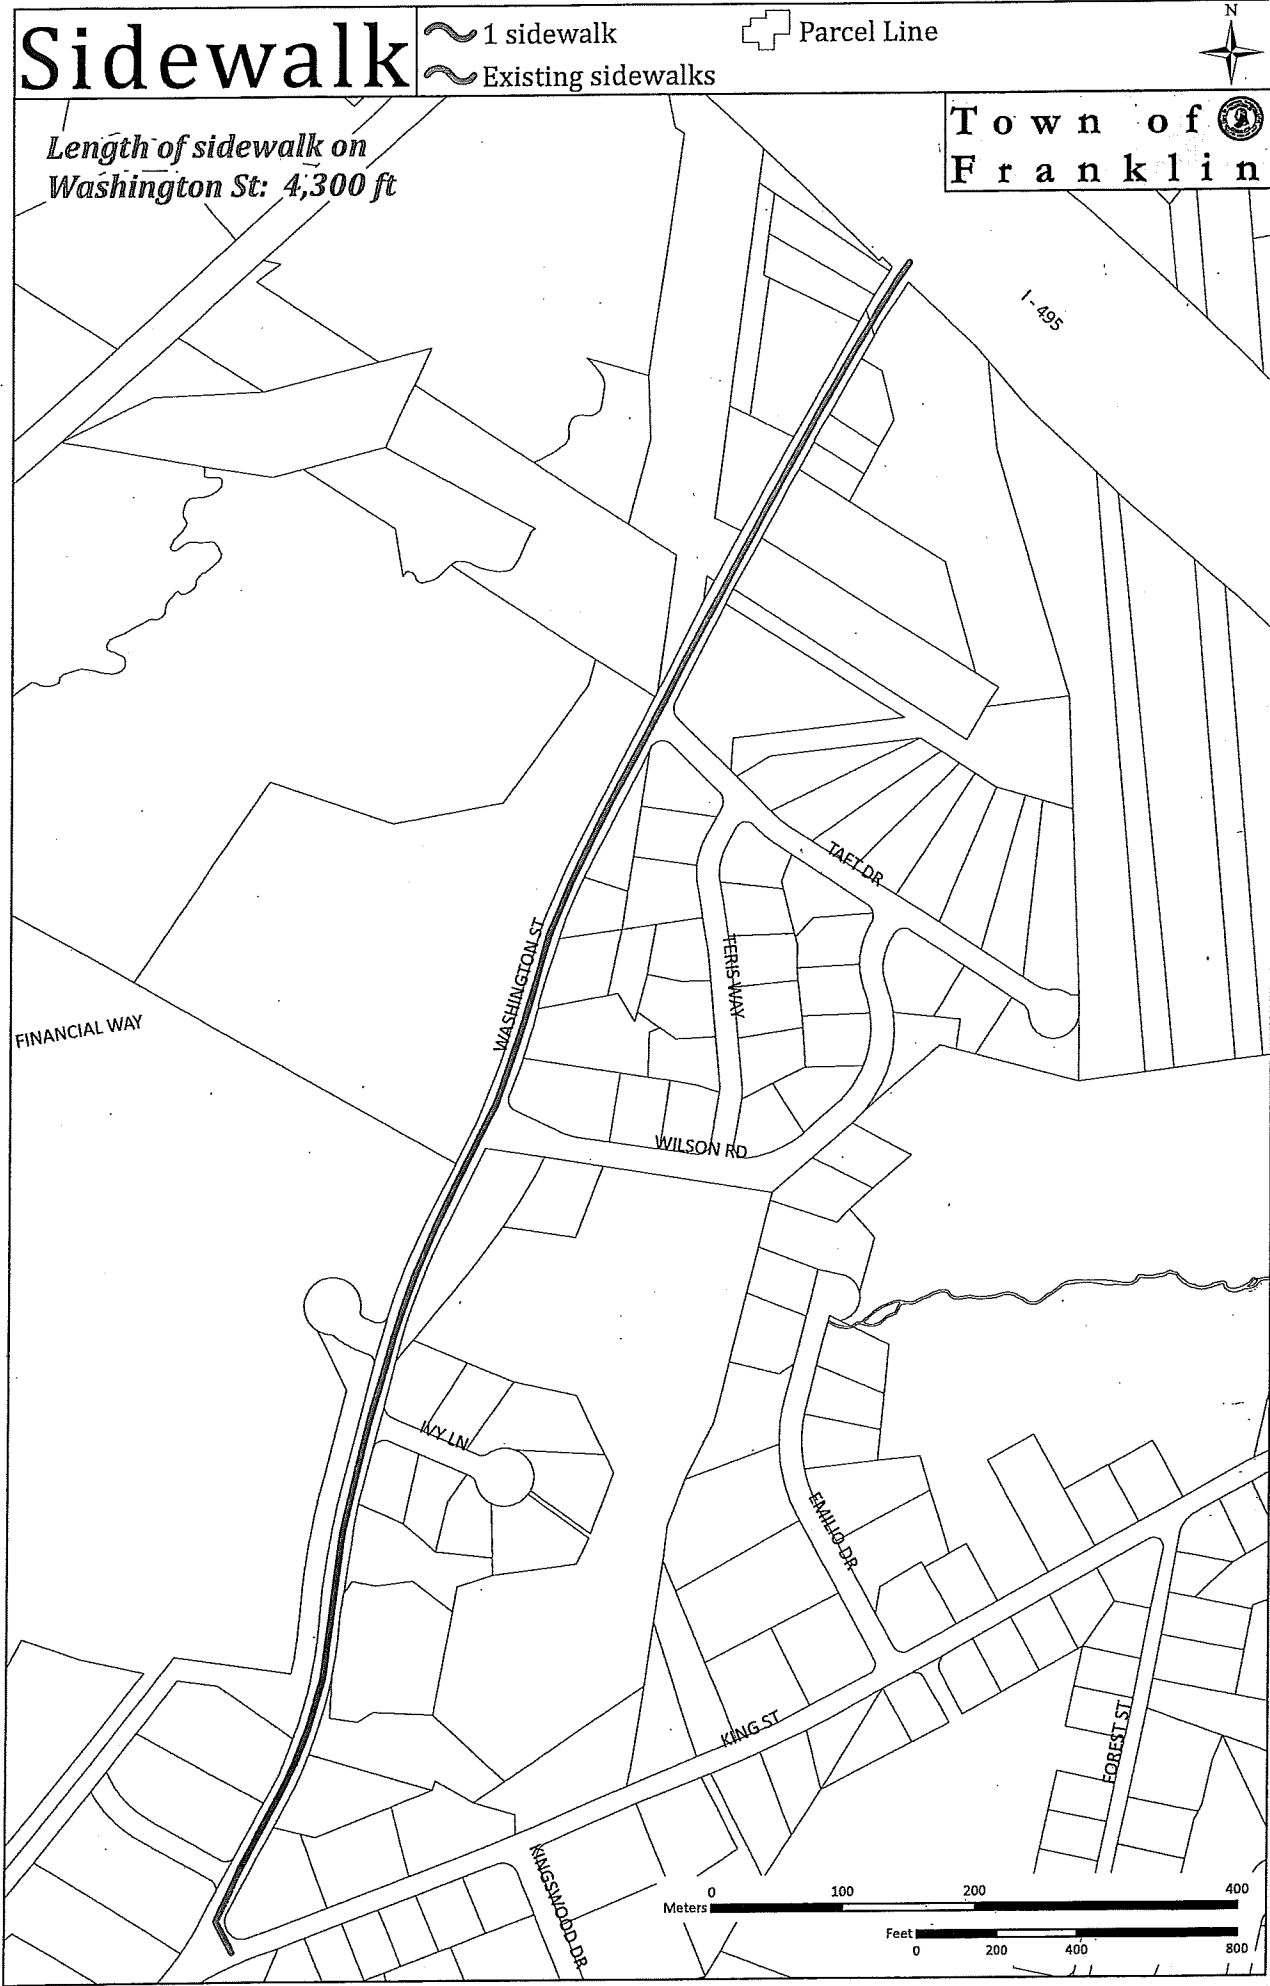 Sidewalk
1 sidewalk
Existing sidewalks
Parcel Line
N
Town of
Franklin
Length of sidewalk on
Washington St: 4,300 ft
I - 495
TAFT DR
WASHINGTON ST
TERIS WAY
FINANCIAL WAY
WILSON RD
IVY LN
EMILIO DR
KING ST
FOREST ST
KINGSWOOD DR
0 100 200 400
Meters
Feet
0 200 400 800